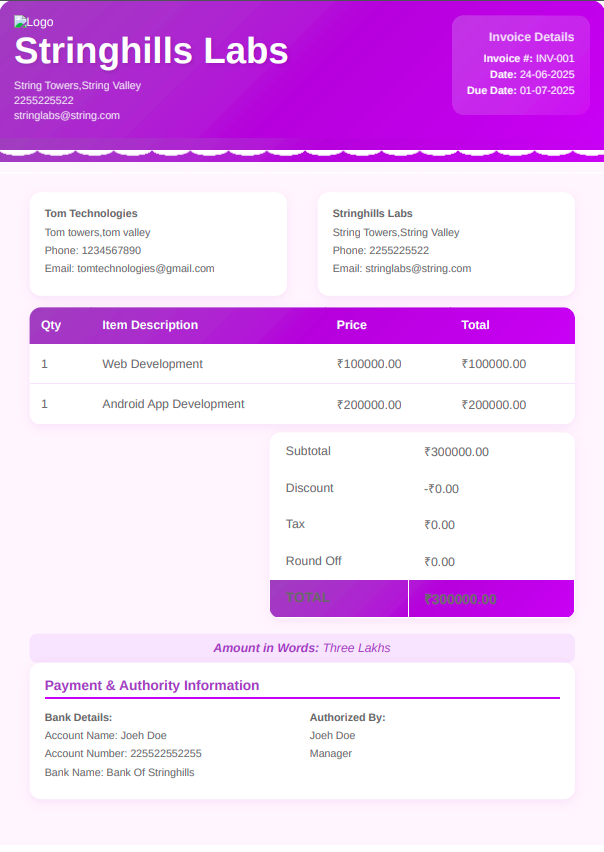 Logo
Stringhills Labs
String Towers,String Valley
2255225522
stringlabs@string.com
Invoice Details
Invoice #: INV-001
Date: 24-06-2025
Due Date: 01-07-2025
Tom Technologies
Tom towers,tom valley
Phone: 1234567890
Email: tomtechnologies@gmail.com
Stringhills Labs
String Towers,String Valley
Phone: 2255225522
Email: stringlabs@string.com
Qty Item Description Price Total
1 Web Development ₹100000.00 ₹100000.00
1 Android App Development ₹200000.00 ₹200000.00
Subtotal ₹300000.00
Discount -₹0.00
Tax ₹0.00
Round Off ₹0.00
TOTAL ₹300000.00
Amount in Words: Three Lakhs
Payment & Authority Information
Bank Details:
Account Name: Joeh Doe
Account Number: 225522552255
Bank Name: Bank Of Stringhills
Authorized By:
Joeh Doe
Manager